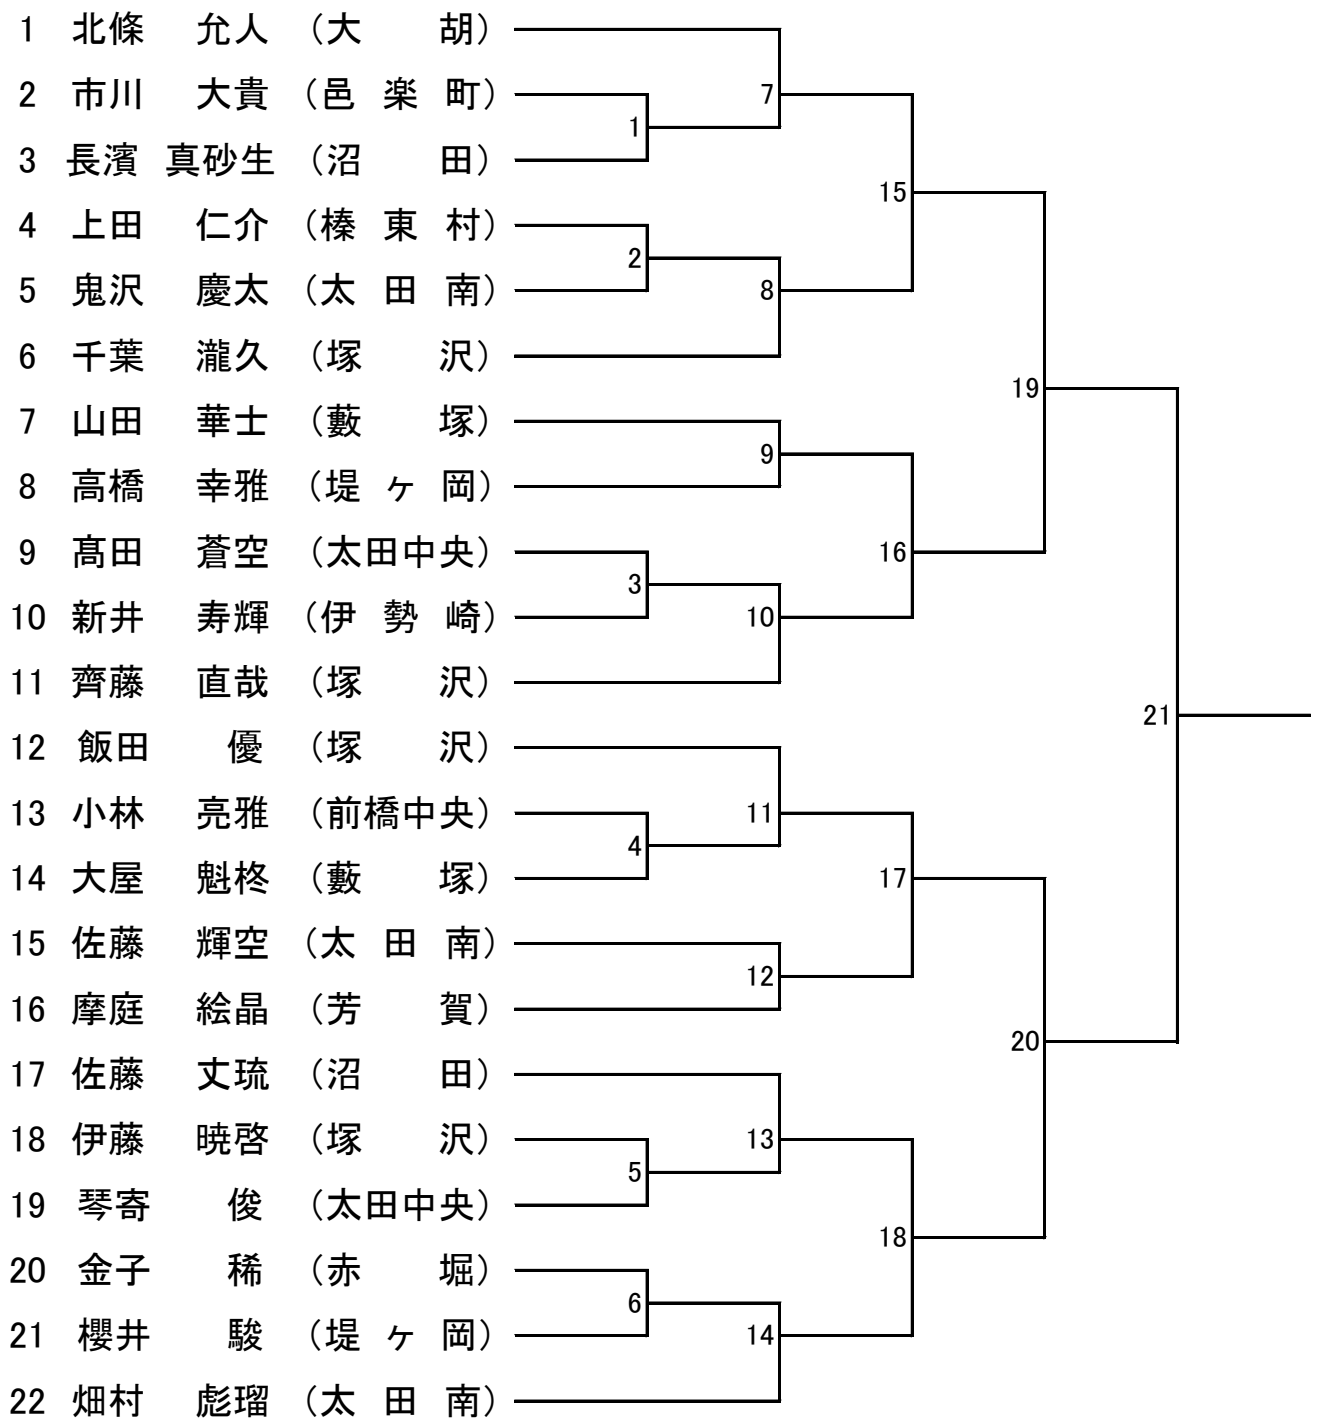 1 北條 允人 （大 胡）
2 市川 大貴 （邑 楽 町）
7
1
3 長濱 真砂生 （沼 田）
15
4 上田 仁介 （榛 東 村）
2
5 鬼沢 慶太 （太 田 南）
8
6 千葉 瀧久 （塚 沢）
19
7 山田 華士 （藪 塚）
9
8 高橋 幸雅 （堤 ヶ 岡）
9 髙田 蒼空 （太田中央）
16
3
10 新井 寿輝 （伊 勢 崎）
10
11 齊藤 直哉 （塚 沢）
21
12 飯田 優 （塚 沢）
13 小林 亮雅 （前橋中央）
11
4
14 大屋 魁柊 （藪 塚）
17
15 佐藤 輝空 （太 田 南）
12
16 摩庭 絵晶 （芳 賀）
20
17 佐藤 丈琉 （沼 田）
18 伊藤 暁啓 （塚 沢）
13
5
19 琴寄 俊 （太田中央）
18
20 金子 稀 （赤 堀）
6
21 櫻井 駿 （堤 ヶ 岡）
14
22 畑村 彪瑠 （太 田 南）